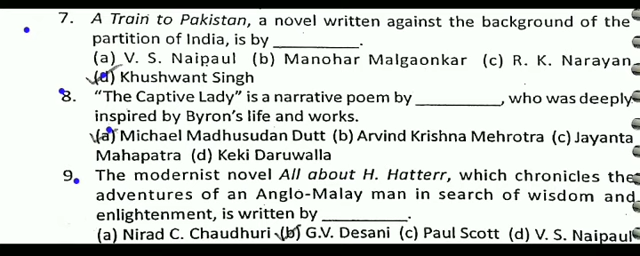 7. A Train to Pakistan, a novel written against the background of the
partition of India, is by ________.
(a) V. S. Naipaul (b) Manohar Malgaonkar (c) R. K. Narayan
(d) Khushwant Singh
8. “The Captive Lady” is a narrative poem by ________, who was deeply
inspired by Byron's life and works.
(a) Michael Madhusudan Dutt (b) Arvind Krishna Mehrotra (c) Jayanta
Mahapatra (d) Keki Daruwalla
9. The modernist novel All about H. Hatterr, which chronicles the
adventures of an Anglo-Malay man in search of wisdom and
enlightenment, is written by ________.
(a) Nirad C. Chaudhuri (b) G.V. Desani (c) Paul Scott (d) V. S. Naipaul